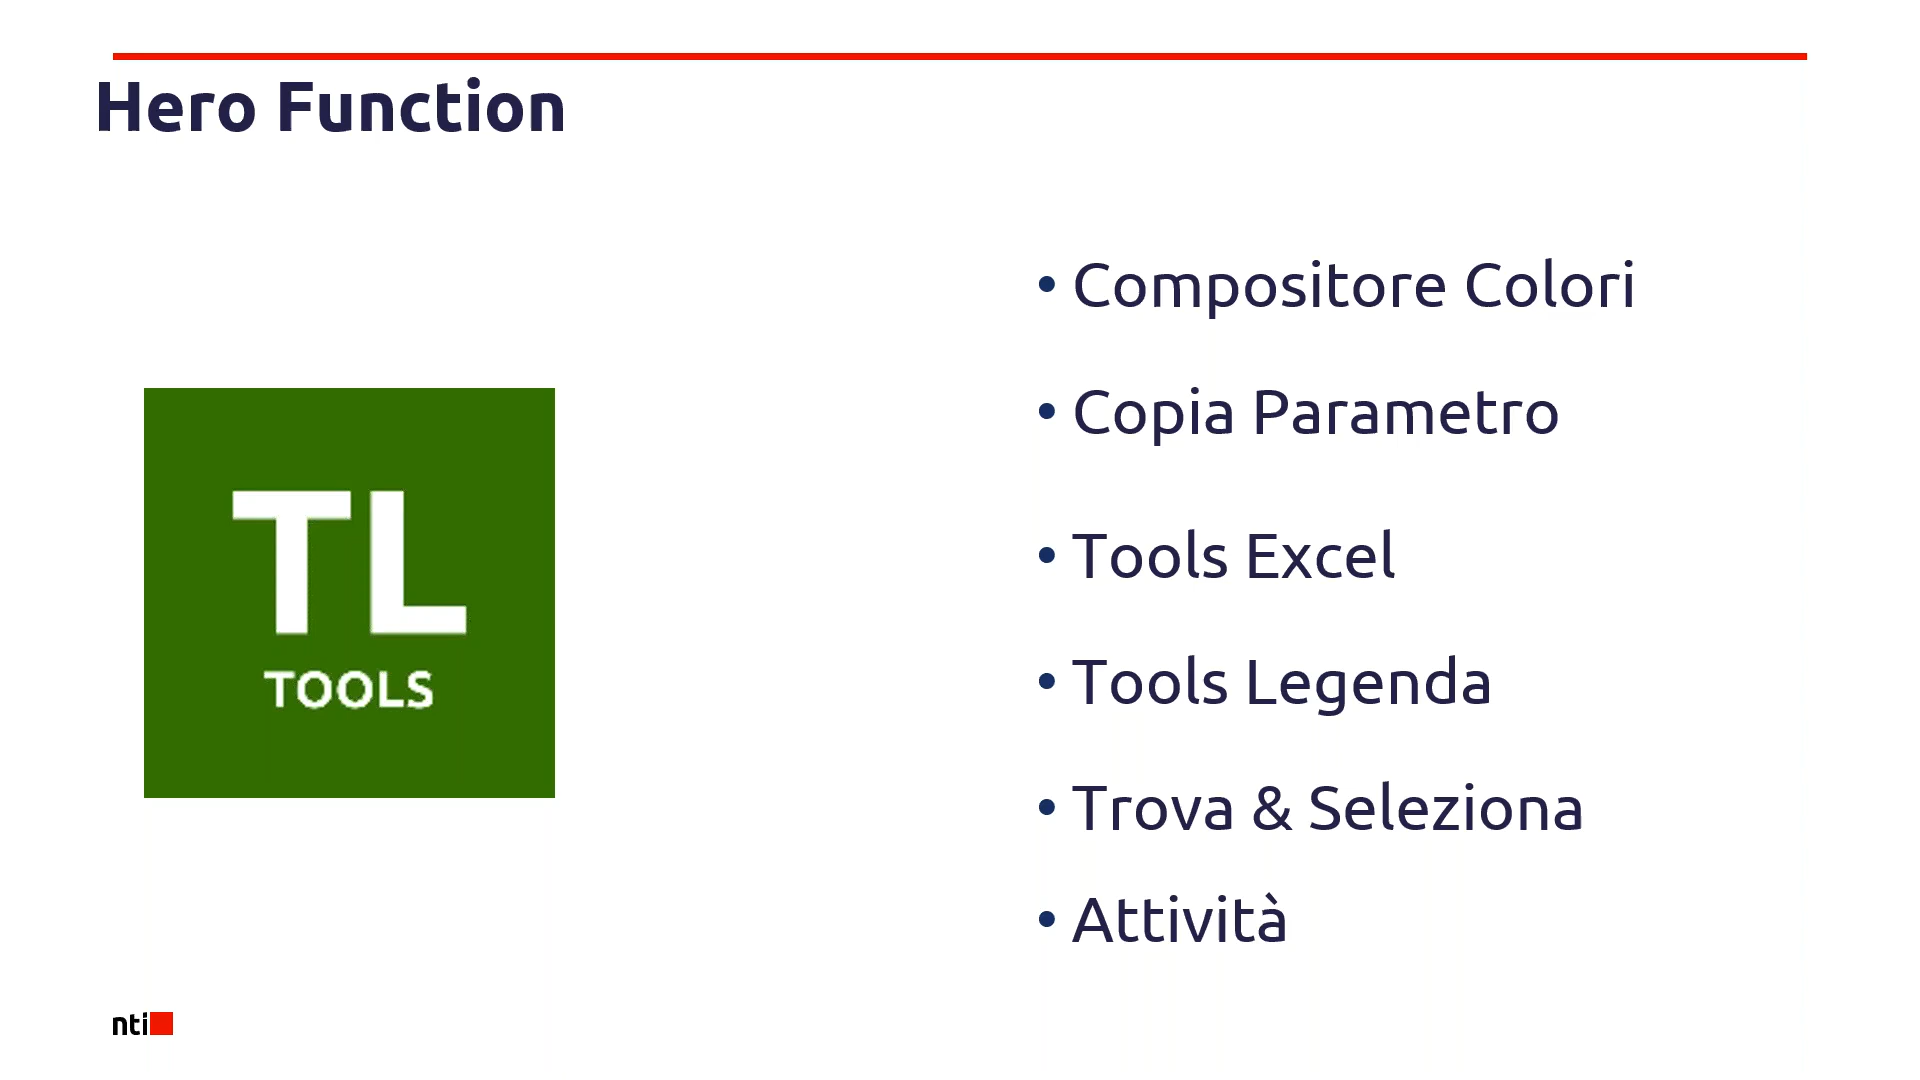 Hero Function
TL
TOOLS
• Compositore Colori
• Copia Parametro
• Tools Excel
• Tools Legenda
• Trova & Seleziona
• Attività
nti